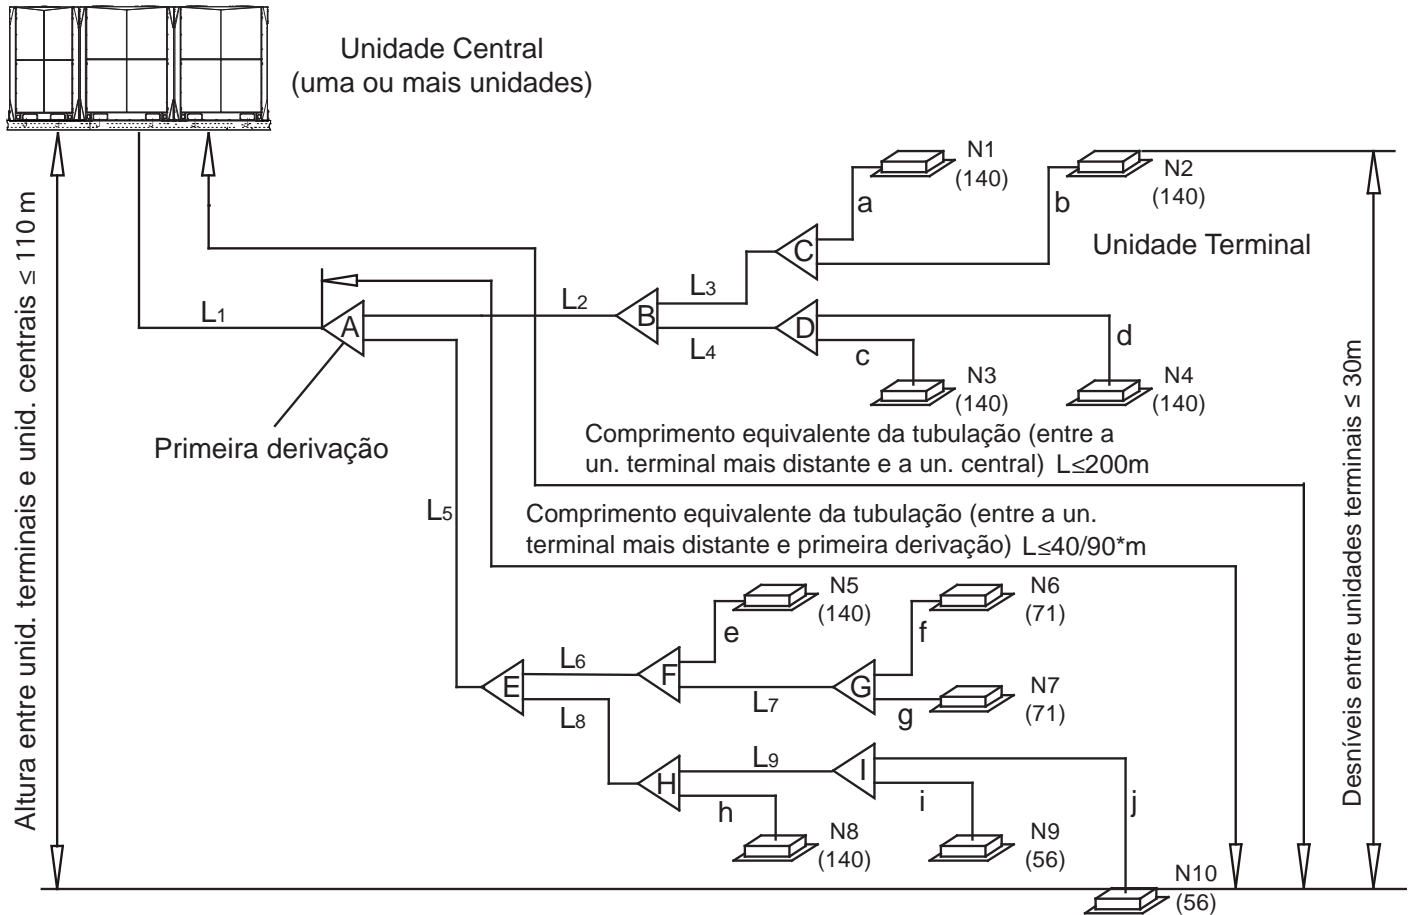 Unidade Central
(uma ou mais unidades)
Altura entre unid. terminais e unid. centrais ≤ 110 m
N1
(140)
N2
(140)
a
b
C
Unidade Terminal
L1
A
L2
B
L3
L4
D
c
d
N3
(140)
N4
(140)
Primeira derivação
Comprimento equivalente da tubulação (entre a
un. terminal mais distante e a un. central) L≤200m
Desníveis entre unidades terminais ≤ 30m
L5
Comprimento equivalente da tubulação (entre a un.
terminal mais distante e primeira derivação) L≤40/90*m
N5
(140)
N6
(71)
e
f
L6
F
E
L7
G
N7
(71)
g
L8
L9
I
H
h
i
j
N8
(140)
N9
(56)
N10
(56)